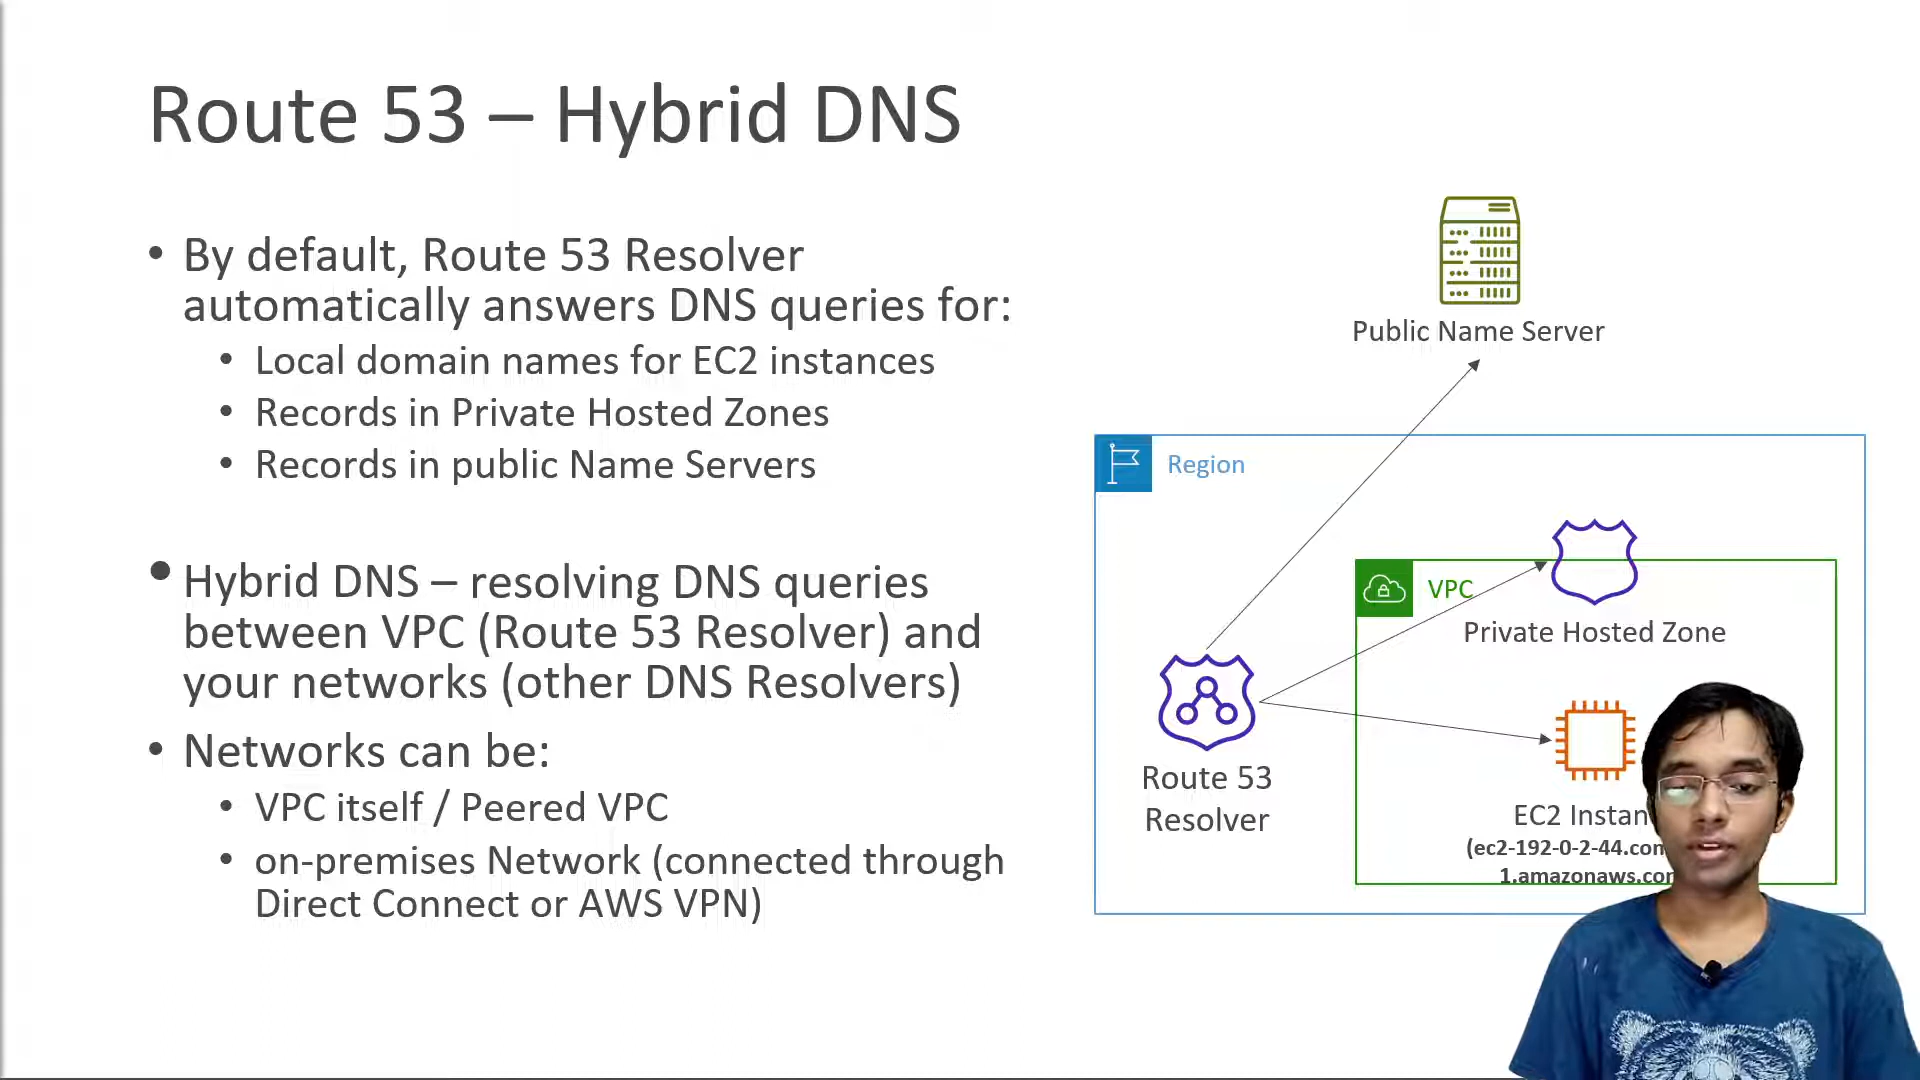 Route 53 – Hybrid DNS
• By default, Route 53 Resolver
automatically answers DNS queries for:
• Local domain names for EC2 instances
• Records in Private Hosted Zones
• Records in public Name Servers
• Hybrid DNS – resolving DNS queries
between VPC (Route 53 Resolver) and
your networks (other DNS Resolvers)
• Networks can be:
• VPC itself / Peered VPC
• on-premises Network (connected through
Direct Connect or AWS VPN)
Public Name Server
Region
VPC
Private Hosted Zone
Route 53
Resolver
EC2
(ec2-192-0-2-44.com
1.amazonaws.com